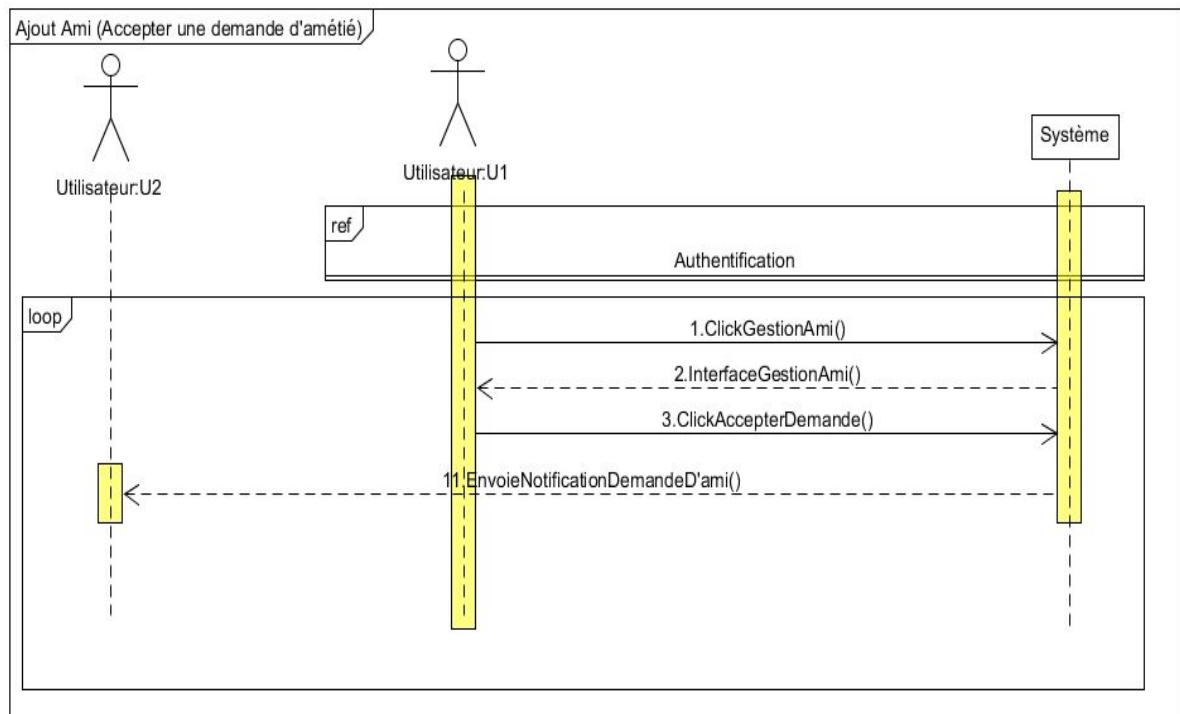 Ajout Ami (Accepter une demande d'amétié)
Utilisateur:U2
Utilisateur:U1
Système
ref
Authentification
loop
1.ClickGestionAmi()
2.InterfaceGestionAmi()
3.ClickAccepterDemande()
11.EnvoieNotificationDemandeD'ami()